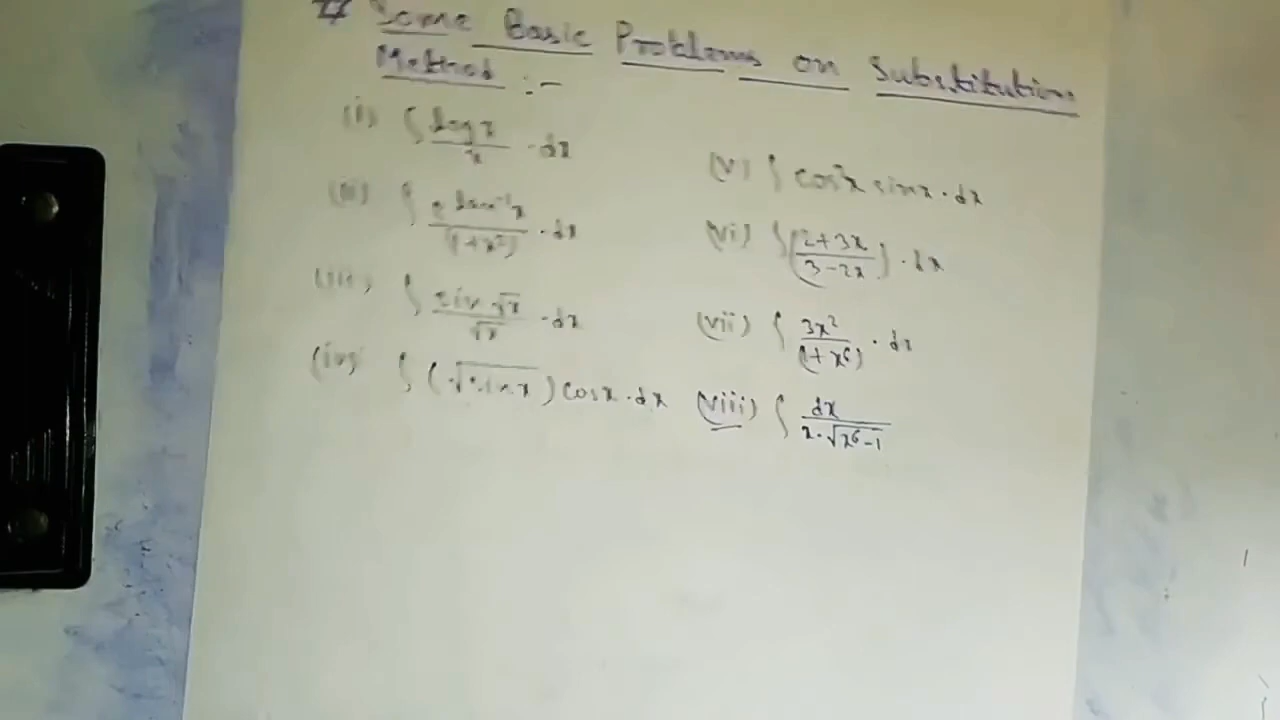 # Some Basic Problems on Substitution
Method :-
(i) ∫ log x / x · dx
(ii) ∫ e^tan⁻¹x / (1+x²) · dx
(iii) ∫ sin √x / √x · dx
(iv) ∫ (√sin x) cos x · dx
(v) ∫ cos²x sin x · dx
(vi) ∫ (2+3x / 3-2x) · dx
(vii) ∫ 3x² / (1+x⁶) · dx
(viii) ∫ dx / x·√x⁶-1